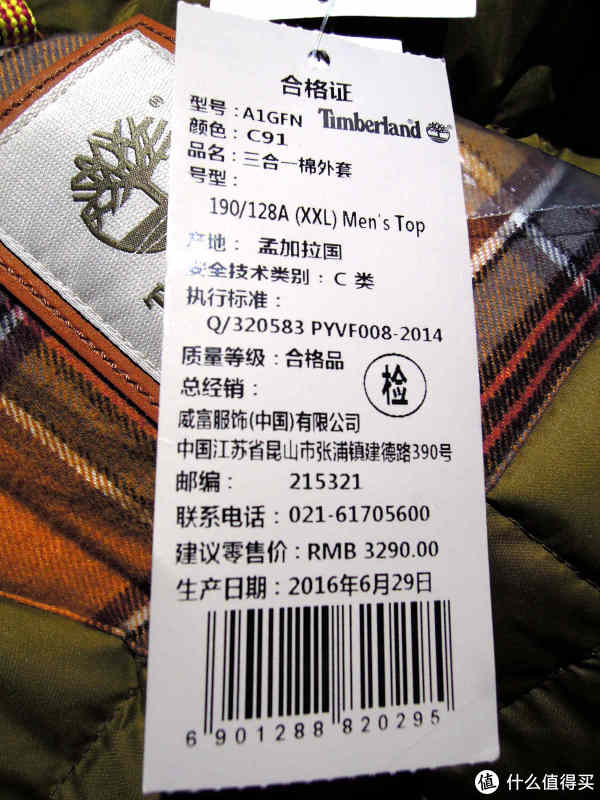 合格证
型号：A1GFN Timberland
颜色：C91
品名：三合一棉外套
号型：
190/128A (XXL) Men's Top
产地：孟加拉国
安全技术类别：C 类
执行标准：
Q/320583 PYVF008-2014
质量等级：合格品
检
总经销：
威富服饰(中国)有限公司
中国江苏省昆山市张浦镇建德路390号
邮编：215321
联系电话：021-61705600
建议零售价：RMB 3290.00
生产日期：2016年6月29日
6 901288 820295
®
T
值 什么值得买